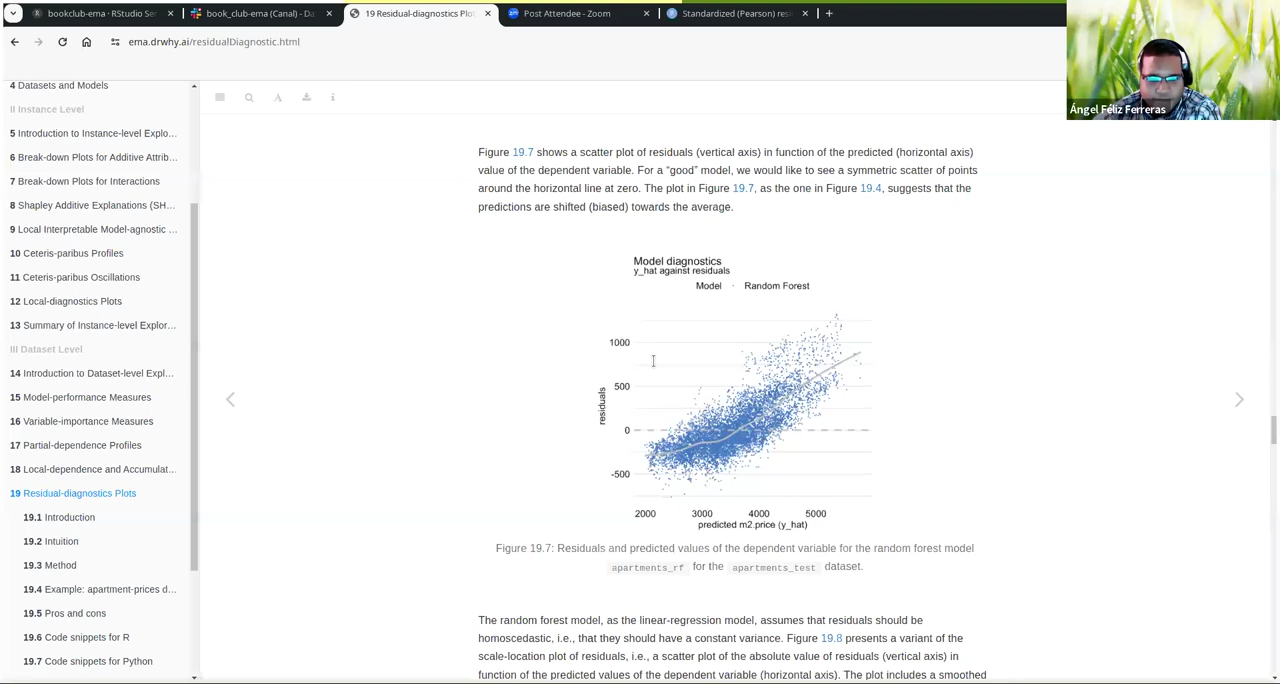 bookclub-ema · RStudio Ser
book_club-ema (Canal) - Da
19 Residual-diagnostics Plot
Post Attendee - Zoom
Standardized (Pearson) resi
ema.drwhy.ai/residualDiagnostic.html
Ángel Féliz Ferreras
4 Datasets and Models
II Instance Level
5 Introduction to Instance-level Explo…
6 Break-down Plots for Additive Attrib…
7 Break-down Plots for Interactions
8 Shapley Additive Explanations (SH…
9 Local Interpretable Model-agnostic …
10 Ceteris-paribus Profiles
11 Ceteris-paribus Oscillations
12 Local-diagnostics Plots
13 Summary of Instance-level Explor…
III Dataset Level
14 Introduction to Dataset-level Expl…
15 Model-performance Measures
16 Variable-importance Measures
17 Partial-dependence Profiles
18 Local-dependence and Accumulat…
19 Residual-diagnostics Plots
19.1 Introduction
19.2 Intuition
19.3 Method
19.4 Example: apartment-prices d…
19.5 Pros and cons
19.6 Code snippets for R
19.7 Code snippets for Python
Figure 19.7 shows a scatter plot of residuals (vertical axis) in function of the predicted (horizontal axis)
value of the dependent variable. For a “good” model, we would like to see a symmetric scatter of points
around the horizontal line at zero. The plot in Figure 19.7, as the one in Figure 19.4, suggests that the
predictions are shifted (biased) towards the average.
Model diagnostics
y_hat against residuals
Model · Random Forest
1000
500
0
-500
residuals
2000 3000 4000 5000
predicted m2.price (y_hat)
Figure 19.7: Residuals and predicted values of the dependent variable for the random forest model
apartments_rf for the apartments_test dataset.
The random forest model, as the linear-regression model, assumes that residuals should be
homoscedastic, i.e., that they should have a constant variance. Figure 19.8 presents a variant of the
scale-location plot of residuals, i.e., a scatter plot of the absolute value of residuals (vertical axis) in
function of the predicted values of the dependent variable (horizontal axis). The plot includes a smoothed